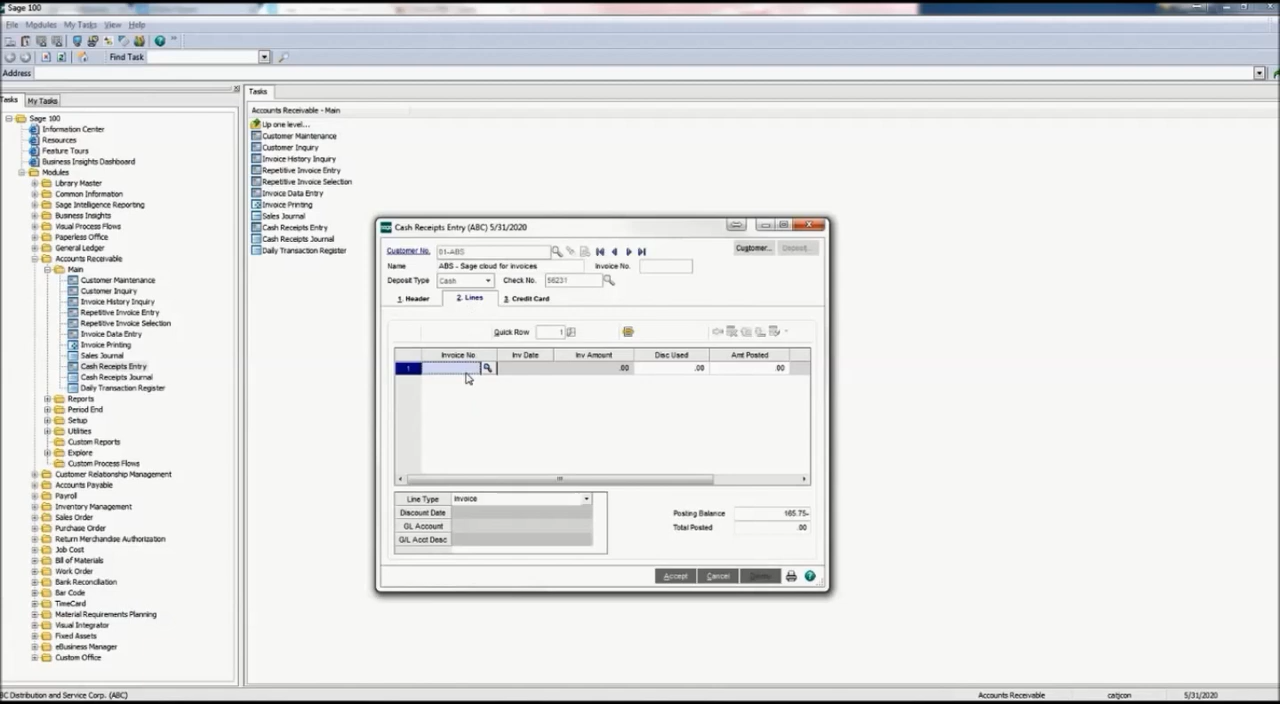 Sage 100
File Modules My Tasks View Help
Find Task
Address
Tasks My Tasks
Sage 100
Information Center
Resources
Feature Tours
Business Insights Dashboard
Modules
Library Master
Common Information
Sage Intelligence Reporting
Business Insights
Visual Process Flows
Paperless Office
General Ledger
Accounts Receivable
Main
Customer Maintenance
Customer Inquiry
Invoice History Inquiry
Repetitive Invoice Entry
Repetitive Invoice Selection
Invoice Data Entry
Invoice Printing
Sales Journal
Cash Receipts Entry
Cash Receipts Journal
Daily Transaction Register
Reports
Period End
Setup
Utilities
Custom Reports
Explore
Custom Process Flows
Customer Relationship Management
Accounts Payable
Payroll
Inventory Management
Sales Order
Purchase Order
Return Merchandise Authorization
Job Cost
Bill of Materials
Work Order
Bank Reconciliation
Bar Code
TimeCard
Material Requirements Planning
Visual Integrator
Fixed Assets
eBusiness Manager
Custom Office
Tasks
Accounts Receivable - Main
Up one level...
Customer Maintenance
Customer Inquiry
Invoice History Inquiry
Repetitive Invoice Entry
Repetitive Invoice Selection
Invoice Data Entry
Invoice Printing
Sales Journal
Cash Receipts Entry
Cash Receipts Journal
Daily Transaction Register
Cash Receipts Entry (ABC) 5/31/2020
Customer No. 01-ABS Customer... Deposit...
Name ABS - Sage cloud for invoices Invoice No.
Deposit Type Cash Check No. 56231
1. Header 2. Lines 3. Credit Card
Quick Row 1
Invoice No Inv Date Inv Amount Disc Used Amt Posted
1 .00 .00 .00
Line Type Invoice
Discount Date
GL Account
G/L Acct Desc
Posting Balance 165.75-
Total Posted .00
Accept Cancel
BC Distribution and Service Corp. (ABC) Accounts Receivable catjcon 5/31/2020